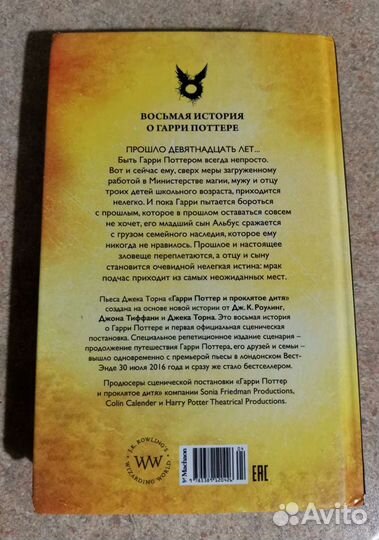 ВОСЬМАЯ ИСТОРИЯ
О ГАРРИ ПОТТЕРЕ
ПРОШЛО ДЕВЯТНАДЦАТЬ ЛЕТ...
Быть Гарри Поттером всегда непросто.
Вот и сейчас ему, сверх меры загруженному
работой в Министерстве магии, мужу и отцу
троих детей школьного возраста, приходится
нелегко. И пока Гарри пытается бороться
с прошлым, которое в прошлом оставаться совсем
не хочет, его младший сын Альбус сражается
с грузом семейного наследия, которое ему
никогда не нравилось. Прошлое и настоящее
зловеще переплетаются, а отцу и сыну
становится очевидной нелегкая истина: мрак
подчас приходит из самых неожиданных мест.
Пьеса Джека Торна «Гарри Поттер и проклятое дитя»
создана на основе новой истории от Дж. К. Роулинг,
Джона Тиффани и Джека Торна. Это восьмая история
о Гарри Поттере и первая официальная сценическая
постановка. Специальное репетиционное издание сценария –
продолжение путешествия Гарри Поттера, его друзей и семьи –
вышло одновременно с премьерой пьесы в лондонском Вест-
Энде 30 июля 2016 года и сразу же стало бестселлером.
Продюсеры сценической постановки «Гарри Поттер
и проклятое дитя» компании Sonia Friedman Productions,
Colin Callender и Harry Potter Theatrical Productions.
J.K. ROWLING'S
WW
WIZARDING WORLD
Machaon
EAC
Avito